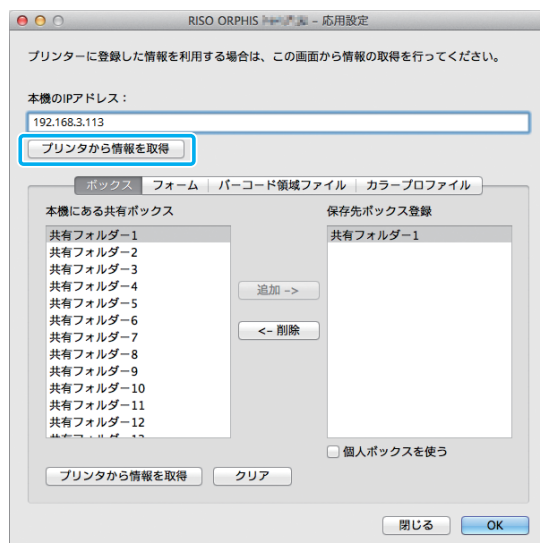 RISO ORPHIS – 応用設定
プリンターに登録した情報を利用する場合は、この画面から情報の取得を行ってください。
本機のIPアドレス：
192.168.3.113
プリンタから情報を取得
ボックス フォーム バーコード領域ファイル カラープロファイル
本機にある共有ボックス 保存先ボックス登録
共有フォルダー1 共有フォルダー1
共有フォルダー2
共有フォルダー3
共有フォルダー4
追加 ->
共有フォルダー5
共有フォルダー6
<- 削除
共有フォルダー7
共有フォルダー8
共有フォルダー9
共有フォルダー10
共有フォルダー11
共有フォルダー12
個人ボックスを使う
プリンタから情報を取得 クリア
閉じる OK